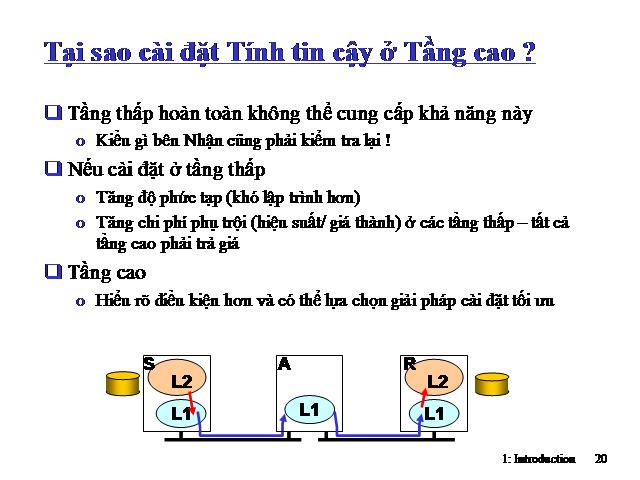 Tại sao cài đặt Tính tin cậy ở Tầng cao ?
❑ Tầng thấp hoàn toàn không thể cung cấp khả năng này
o Kiểu gì bên Nhận cũng phải kiểm tra lại !
❑ Nếu cài đặt ở tầng thấp
o Tăng độ phức tạp (khó lập trình hơn)
o Tăng chi phí phụ trội (hiệu suất/ giá thành) ở các tầng thấp – tất cả
tầng cao phải trả giá
❑ Tầng cao
o Hiểu rõ điều kiện hơn và có thể lựa chọn giải pháp cài đặt tối ưu
S A R
L2 L2
L1 L1 L1
1: Introduction 20